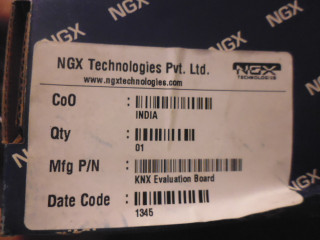 NGX
NGX
NGX Technologies Pvt. Ltd.
www.ngxtechnologies.com
NGX
TECHNOLOGIES
CoO :
INDIA
Qty :
01
Mfg P/N :
KNX Evaluation Board
Date Code :
1345
NGX
NGX